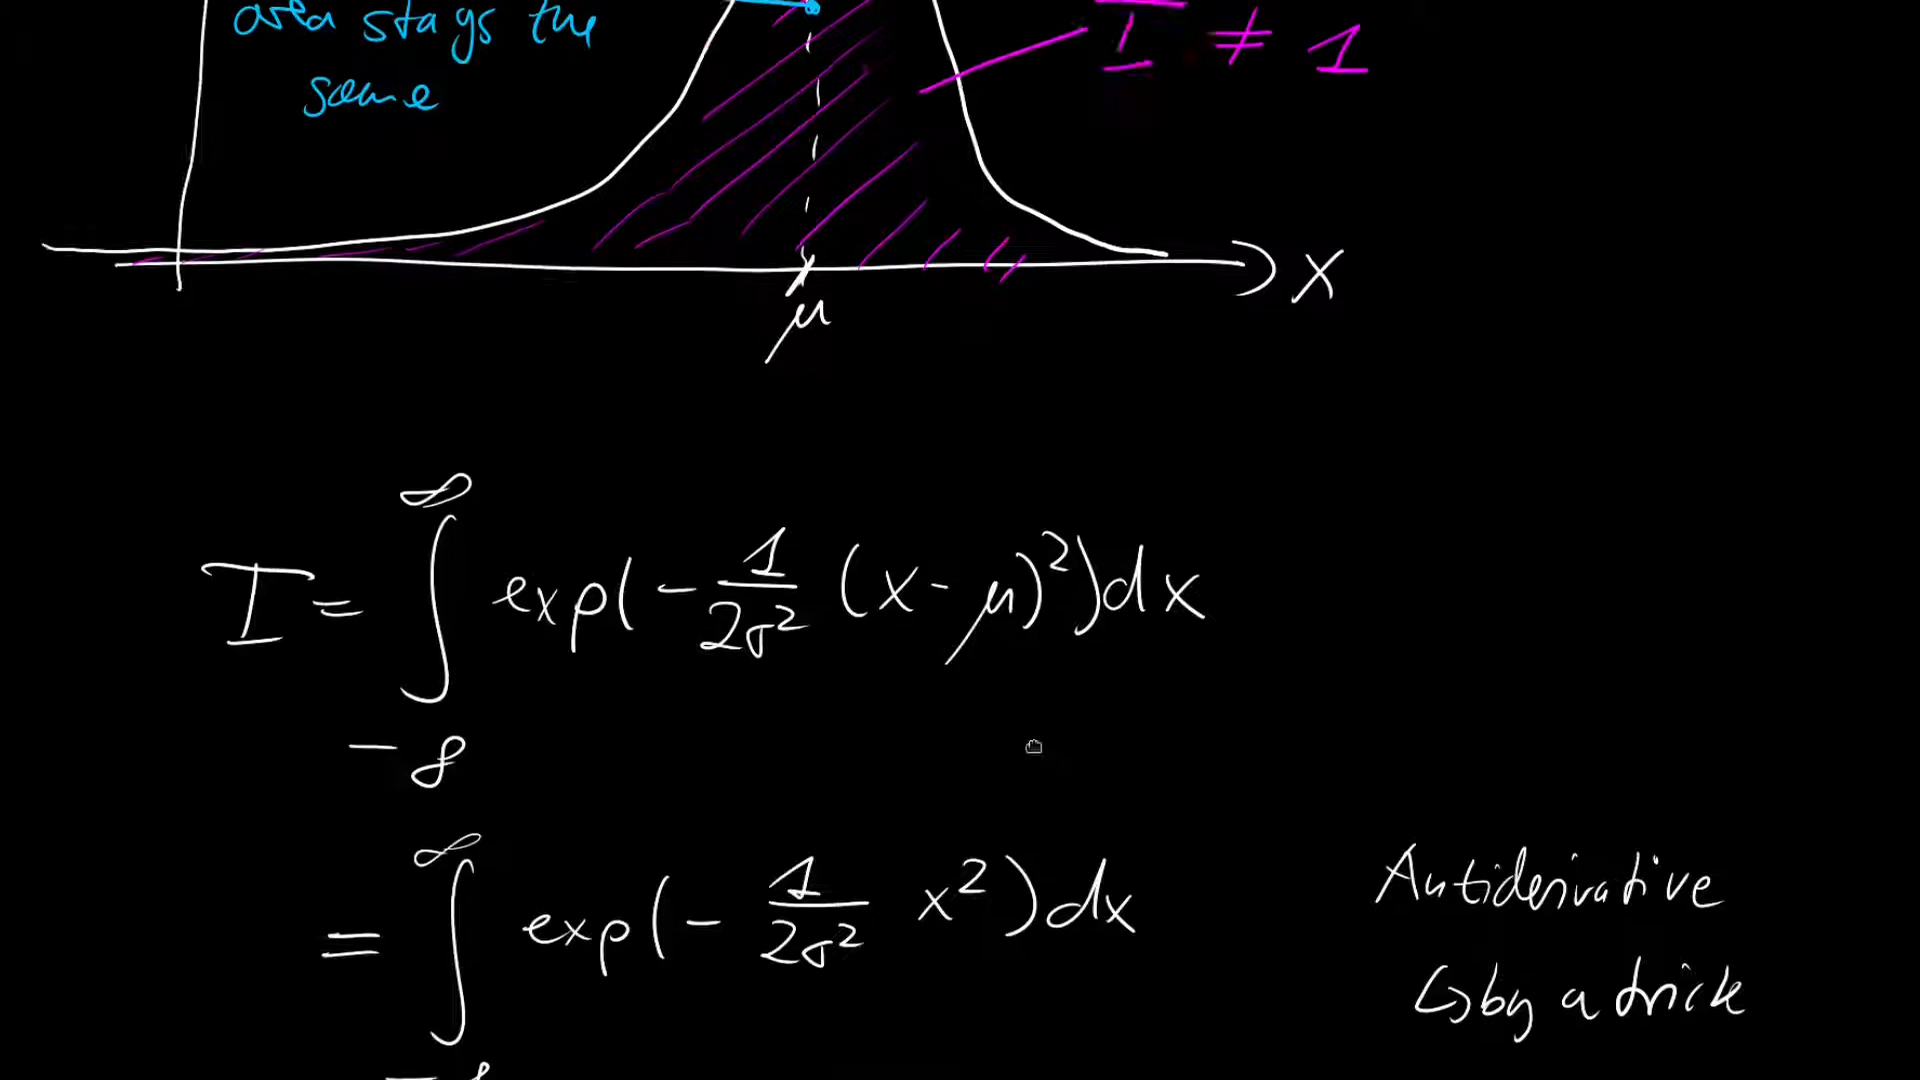 area stays the
same
I ≠ 1
x
μ
I = ∫_{-∞}^{∞} exp(-1/(2σ²) (x-μ)²)dx
= ∫_{-∞}^{∞} exp(-1/(2σ²) x²)dx
Antiderivative
↳ by a trick